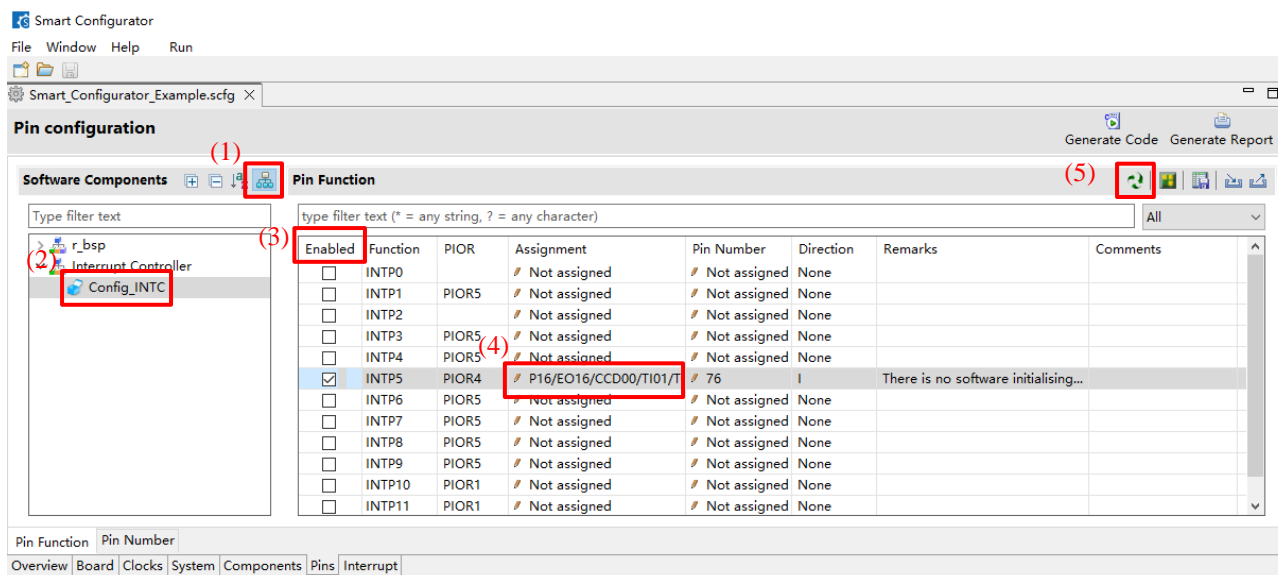 Smart Configurator
File Window Help Run
Smart_Configurator_Example.scfg
Pin configuration
Generate Code Generate Report
(1)
(5)
Software Components
Pin Function
Type filter text
type filter text (* = any string, ? = any character)
All
(3)
r_bsp
(2)
Interrupt Controller
Config_INTC
Enabled Function PIOR Assignment Pin Number Direction Remarks Comments
INTP0 Not assigned Not assigned None
INTP1 PIOR5 Not assigned Not assigned None
INTP2 Not assigned Not assigned None
INTP3 PIOR5 Not assigned Not assigned None
(4)
INTP4 PIOR5 Not assigned Not assigned None
INTP5 PIOR4 P16/EO16/CCD00/TI01/T 76 I There is no software initialising...
INTP6 PIOR5 Not assigned Not assigned None
INTP7 PIOR5 Not assigned Not assigned None
INTP8 PIOR5 Not assigned Not assigned None
INTP9 PIOR5 Not assigned Not assigned None
INTP10 PIOR1 Not assigned Not assigned None
INTP11 PIOR1 Not assigned Not assigned None
Pin Function Pin Number
Overview Board Clocks System Components Pins Interrupt